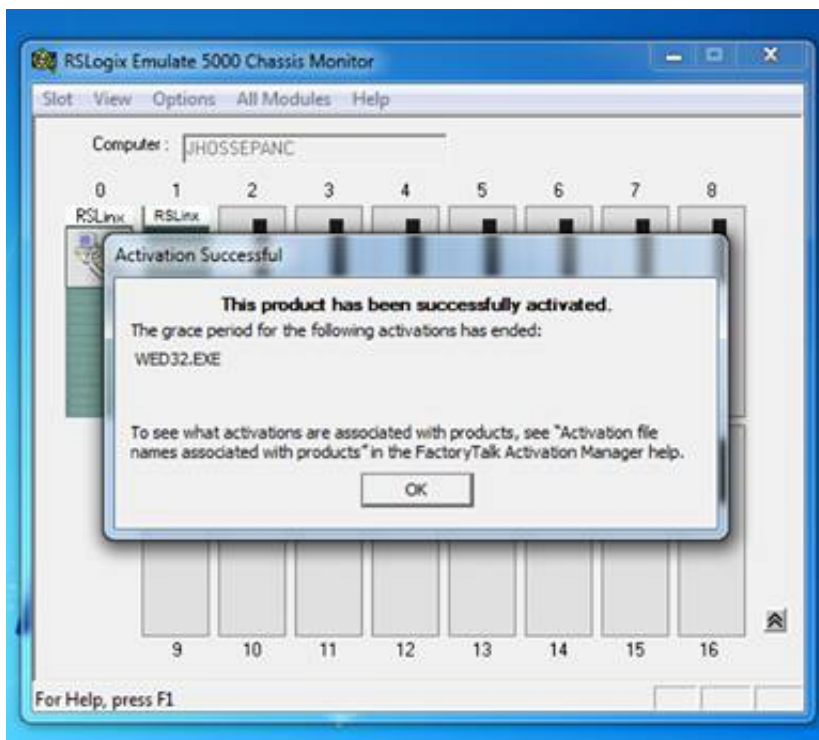 RSLogix Emulate 5000 Chassis Monitor
Slot View Options All Modules Help
Computer : JHOSSEPANC
0 1 2 3 4 5 6 7 8
RSLinx RSLinx
Activation Successful
This product has been successfully activated.
The grace period for the following activations has ended:
WED32.EXE
To see what activations are associated with products, see "Activation file
names associated with products" in the FactoryTalk Activation Manager help.
OK
9 10 11 12 13 14 15 16
For Help, press F1